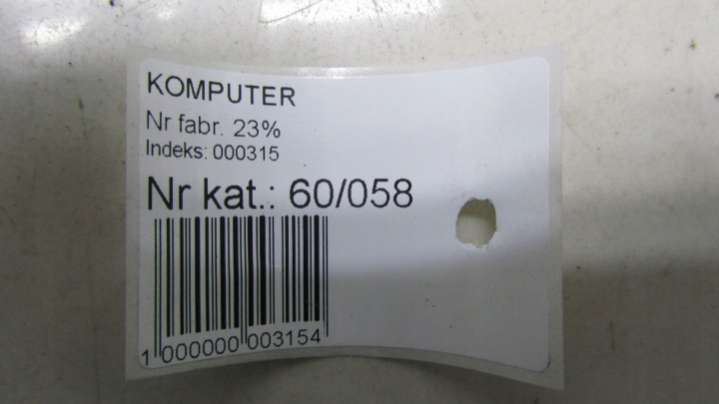 KOMPUTER
Nr fabr. 23%
Indeks: 000315
Nr kat.: 60/058
1 000000 003154